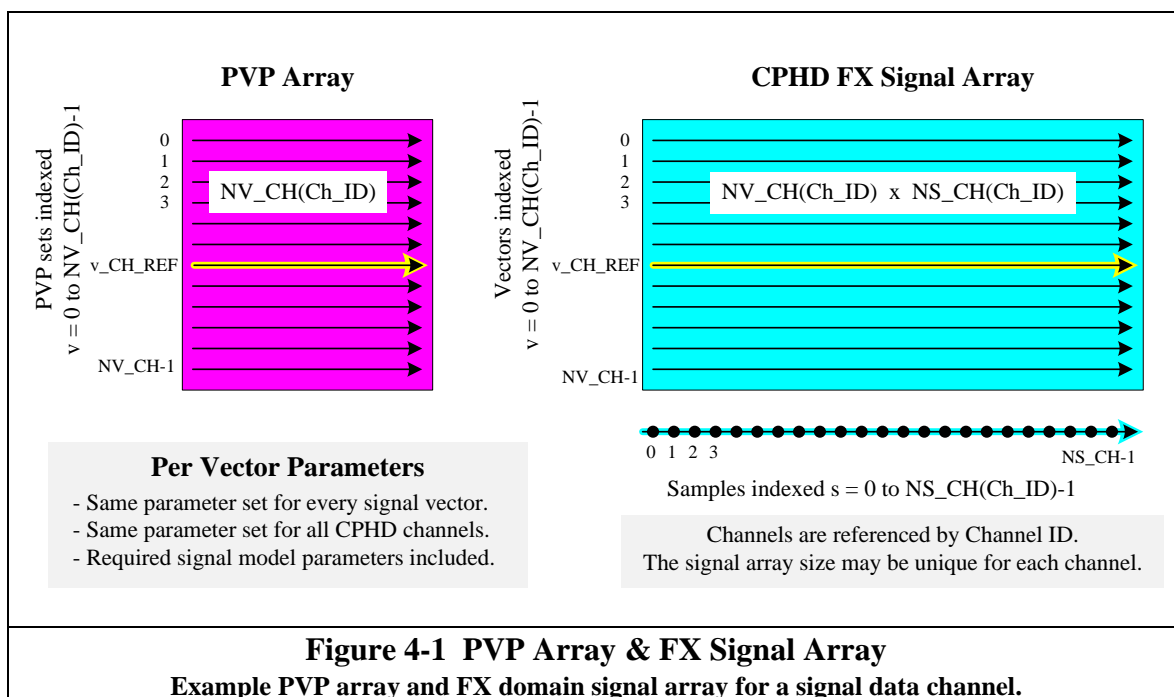 PVP Array
PVP sets indexed
v = 0 to NV_CH(Ch_ID)-1
0
1
2
3
v_CH_REF
NV_CH-1
NV_CH(Ch_ID)
CPHD FX Signal Array
Vectors indexed
v = 0 to NV_CH(Ch_ID)-1
0
1
2
3
v_CH_REF
NV_CH-1
NV_CH(Ch_ID) x NS_CH(Ch_ID)
0 1 2 3
NS_CH-1
Samples indexed s = 0 to NS_CH(Ch_ID)-1
Per Vector Parameters
- Same parameter set for every signal vector.
- Same parameter set for all CPHD channels.
- Required signal model parameters included.
Channels are referenced by Channel ID.
The signal array size may be unique for each channel.
Figure 4-1 PVP Array & FX Signal Array
Example PVP array and FX domain signal array for a signal data channel.